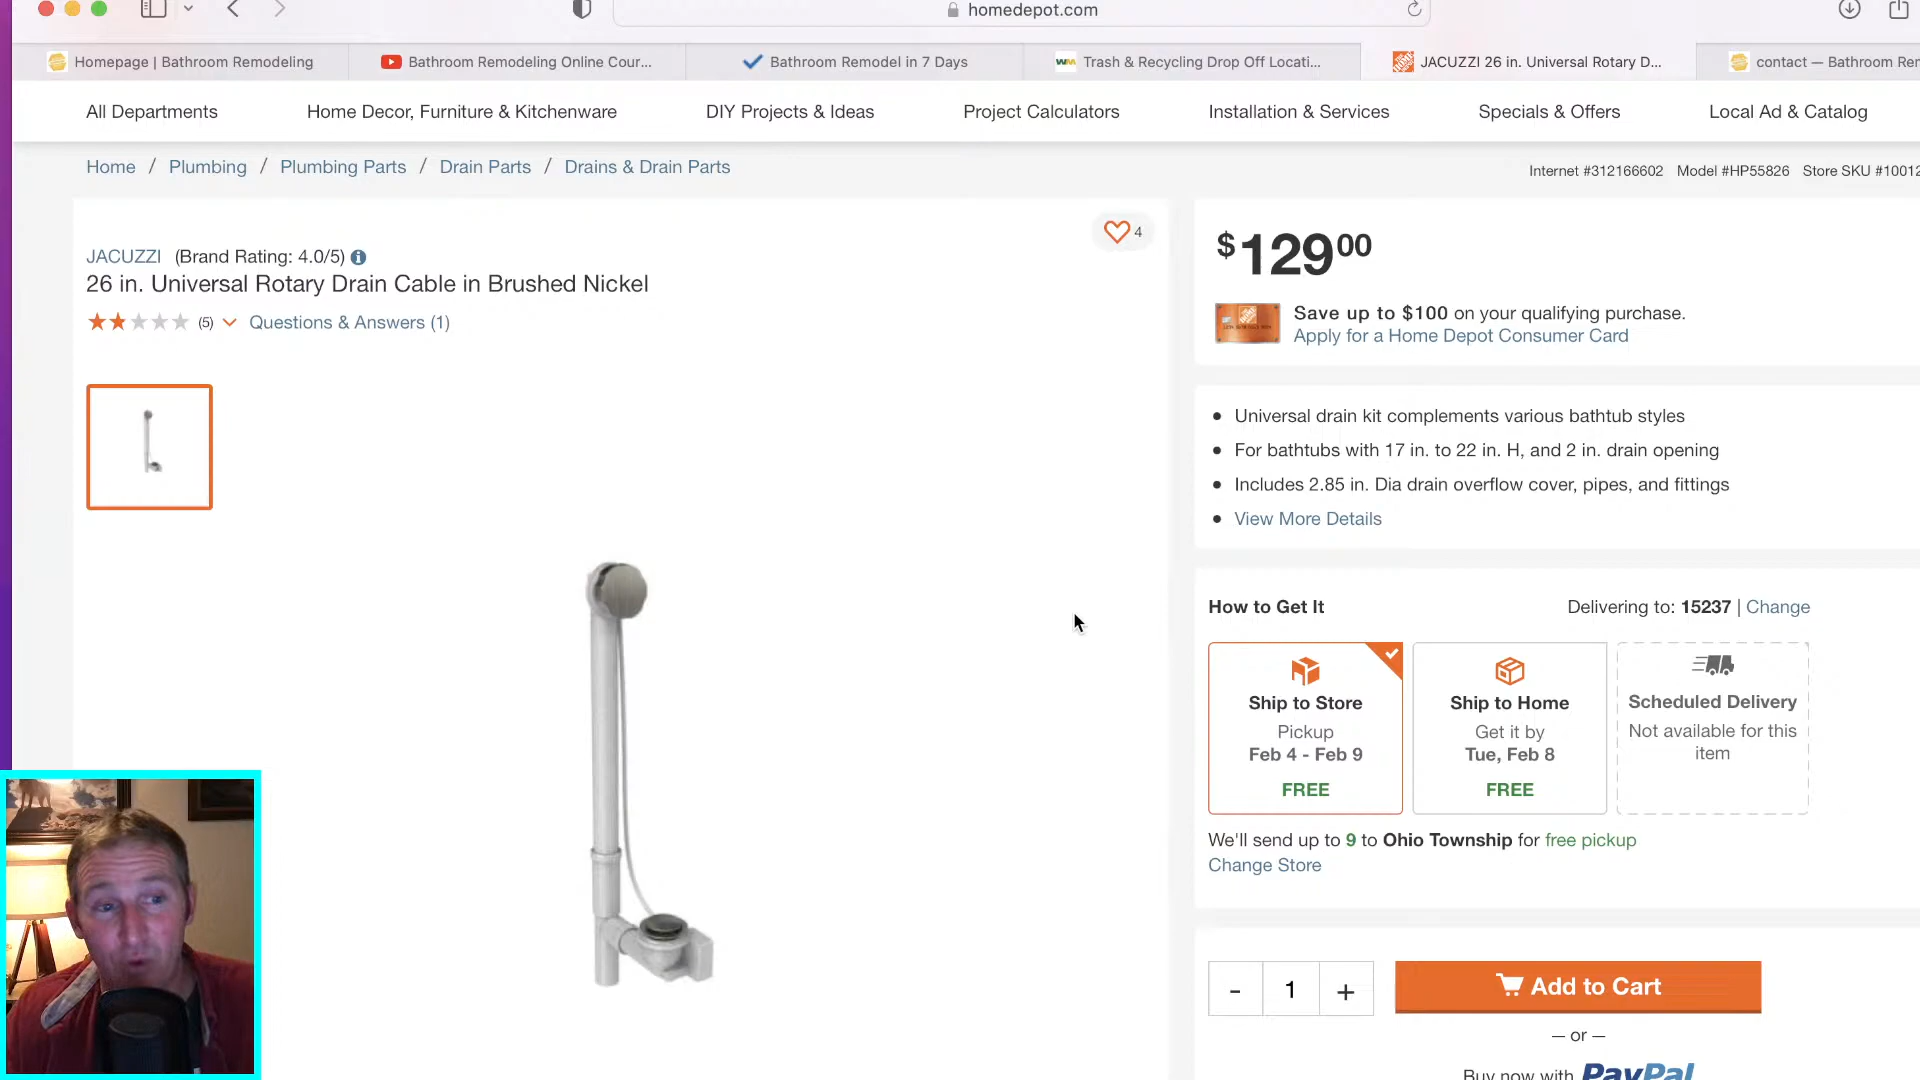 homedepot.com
Homepage | Bathroom Remodeling
Bathroom Remodeling Online Cour...
Bathroom Remodel in 7 Days
Trash & Recycling Drop Off Locati...
JACUZZI 26 in. Universal Rotary D...
contact — Bathroom Rem
All Departments
Home Decor, Furniture & Kitchenware
DIY Projects & Ideas
Project Calculators
Installation & Services
Specials & Offers
Local Ad & Catalog
Home / Plumbing / Plumbing Parts / Drain Parts / Drains & Drain Parts
Internet #312166602 Model #HP55826 Store SKU #10012
JACUZZI (Brand Rating: 4.0/5)
26 in. Universal Rotary Drain Cable in Brushed Nickel
(5) Questions & Answers (1)
4
$129 00
Save up to $100 on your qualifying purchase.
Apply for a Home Depot Consumer Card
Universal drain kit complements various bathtub styles
For bathtubs with 17 in. to 22 in. H, and 2 in. drain opening
Includes 2.85 in. Dia drain overflow cover, pipes, and fittings
View More Details
How to Get It
Delivering to: 15237 | Change
Ship to Store
Pickup
Feb 4 - Feb 9
FREE
Ship to Home
Get it by
Tue, Feb 8
FREE
Scheduled Delivery
Not available for this
item
We'll send up to 9 to Ohio Township for free pickup
Change Store
- 1 +
Add to Cart
— or —
Buy now with PayPal